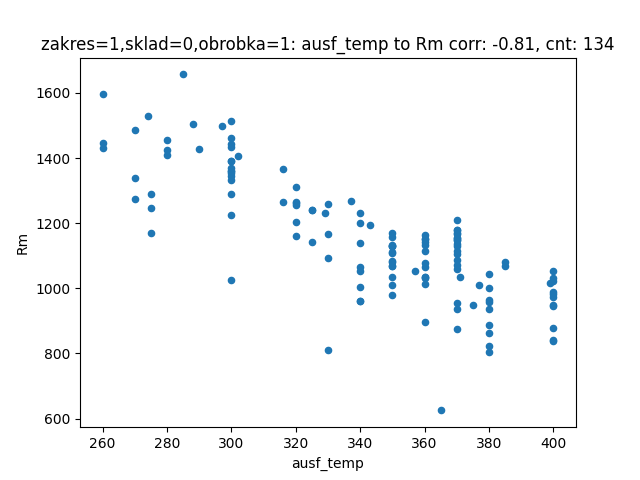 zakres=1,sklad=0,obrobka=1: ausf_temp to Rm corr: -0.81, cnt: 134
1600
1400
1200
Rm
1000
800
600
260 280 300 320 340 360 380 400
ausf_temp